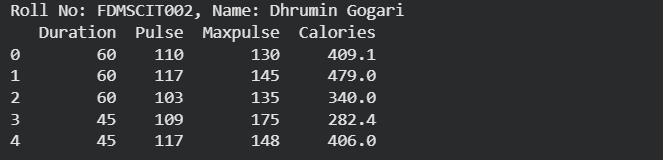 Roll No: FDMSCIT002, Name: Dhrumin Gogari
   Duration  Pulse  Maxpulse  Calories
0        60    110       130     409.1
1        60    117       145     479.0
2        60    103       135     340.0
3        45    109       175     282.4
4        45    117       148     406.0